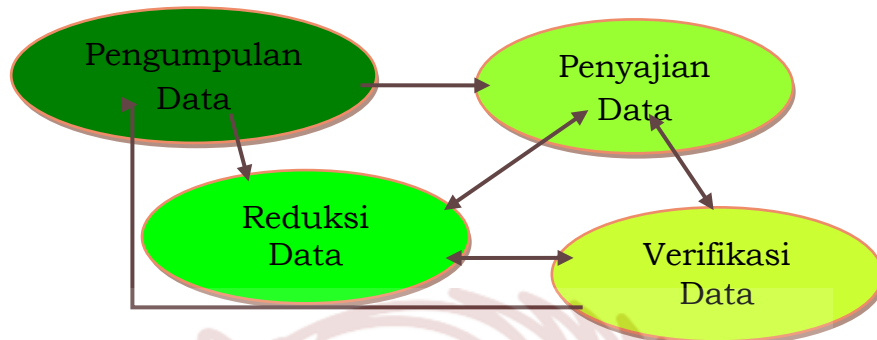 Pengumpulan
Data
Penyajian
Data
Reduksi
Data
Verifikasi
Data